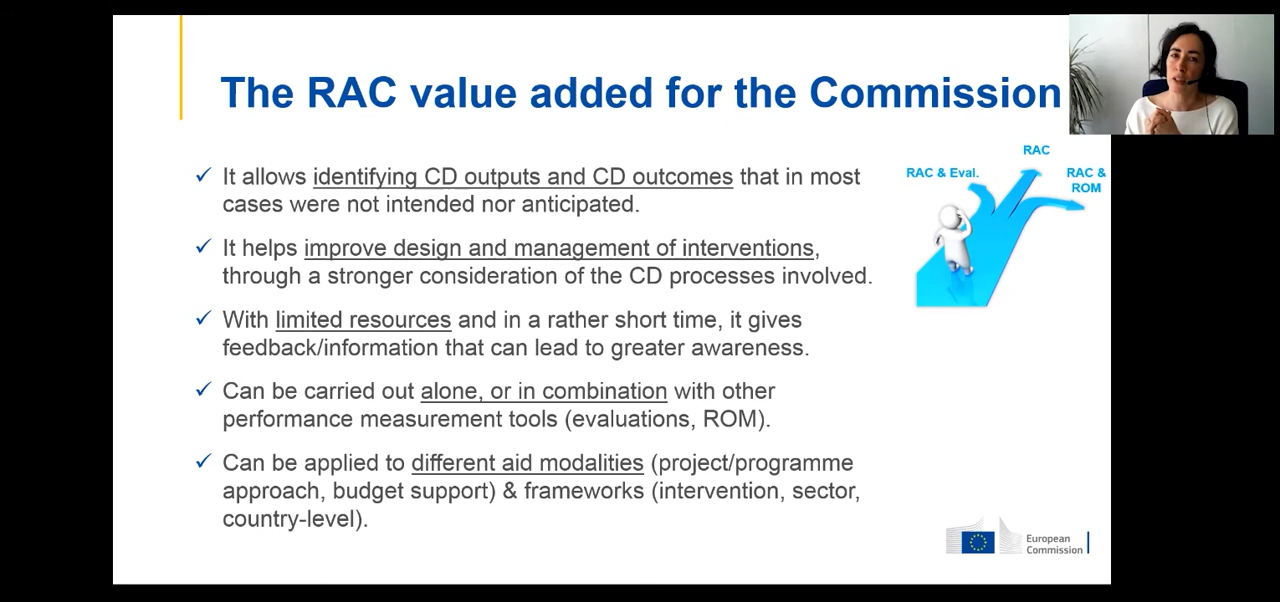 The RAC value added for the Commission
RAC
RAC & Eval.
RAC &
ROM
✓ It allows identifying CD outputs and CD outcomes that in most
cases were not intended nor anticipated.
✓ It helps improve design and management of interventions,
through a stronger consideration of the CD processes involved.
✓ With limited resources and in a rather short time, it gives
feedback/information that can lead to greater awareness.
✓ Can be carried out alone, or in combination with other
performance measurement tools (evaluations, ROM).
✓ Can be applied to different aid modalities (project/programme
approach, budget support) & frameworks (intervention, sector,
country-level).
European
Commission